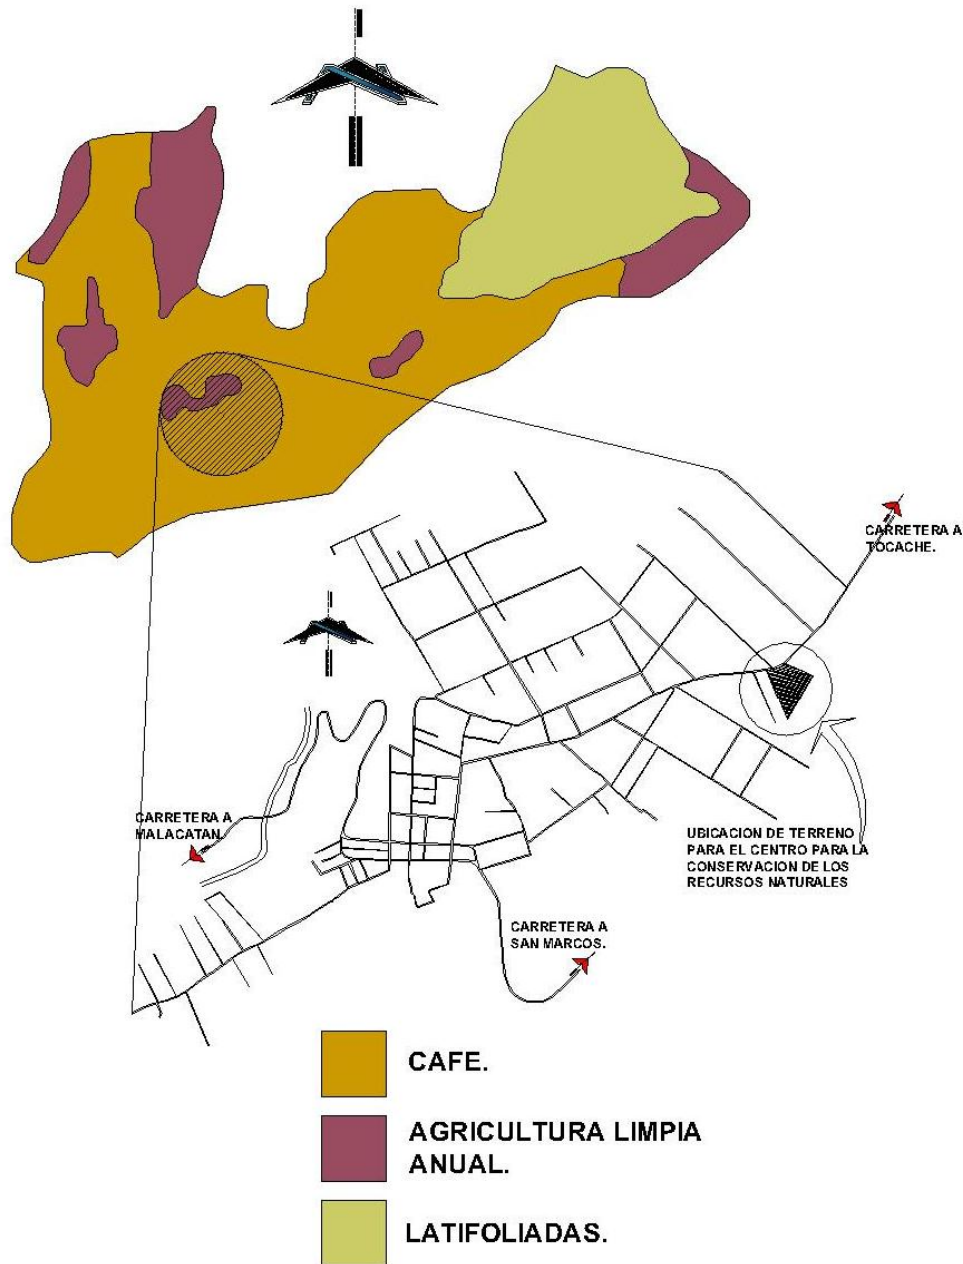 CARRETERA A
TOCACHE.
CARRETERA A
MALACATAN.
UBICACION DE TERRENO
PARA EL CENTRO PARA LA
CONSERVACION DE LOS
RECURSOS NATURALES
CARRETERA A
SAN MARCOS.
CAFE.
AGRICULTURA LIMPIA
ANUAL.
LATIFOLIADAS.